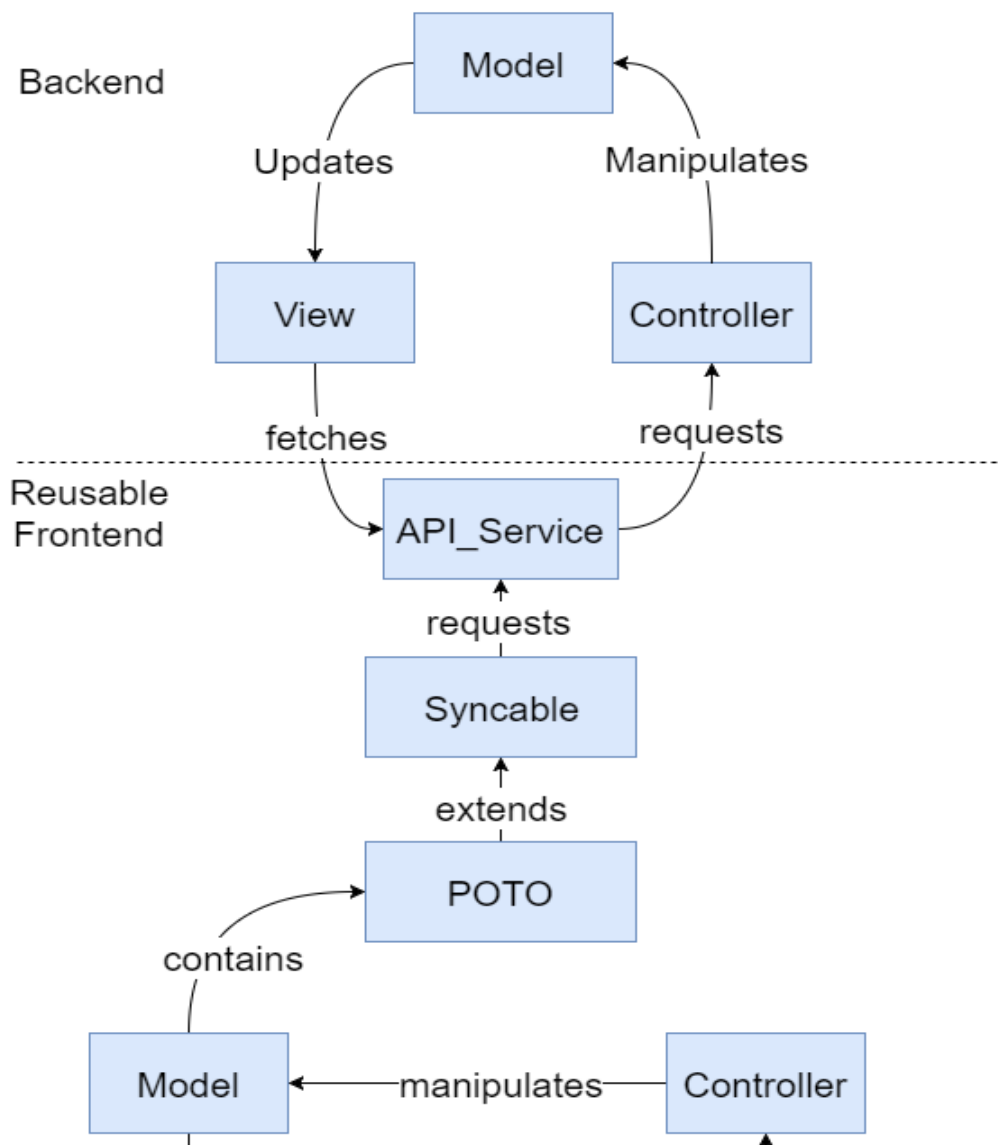 Model
Backend
Updates
Manipulates
View
Controller
fetches
requests
Reusable
Frontend
API_Service
requests
Syncable
extends
POTO
contains
Model
manipulates
Controller